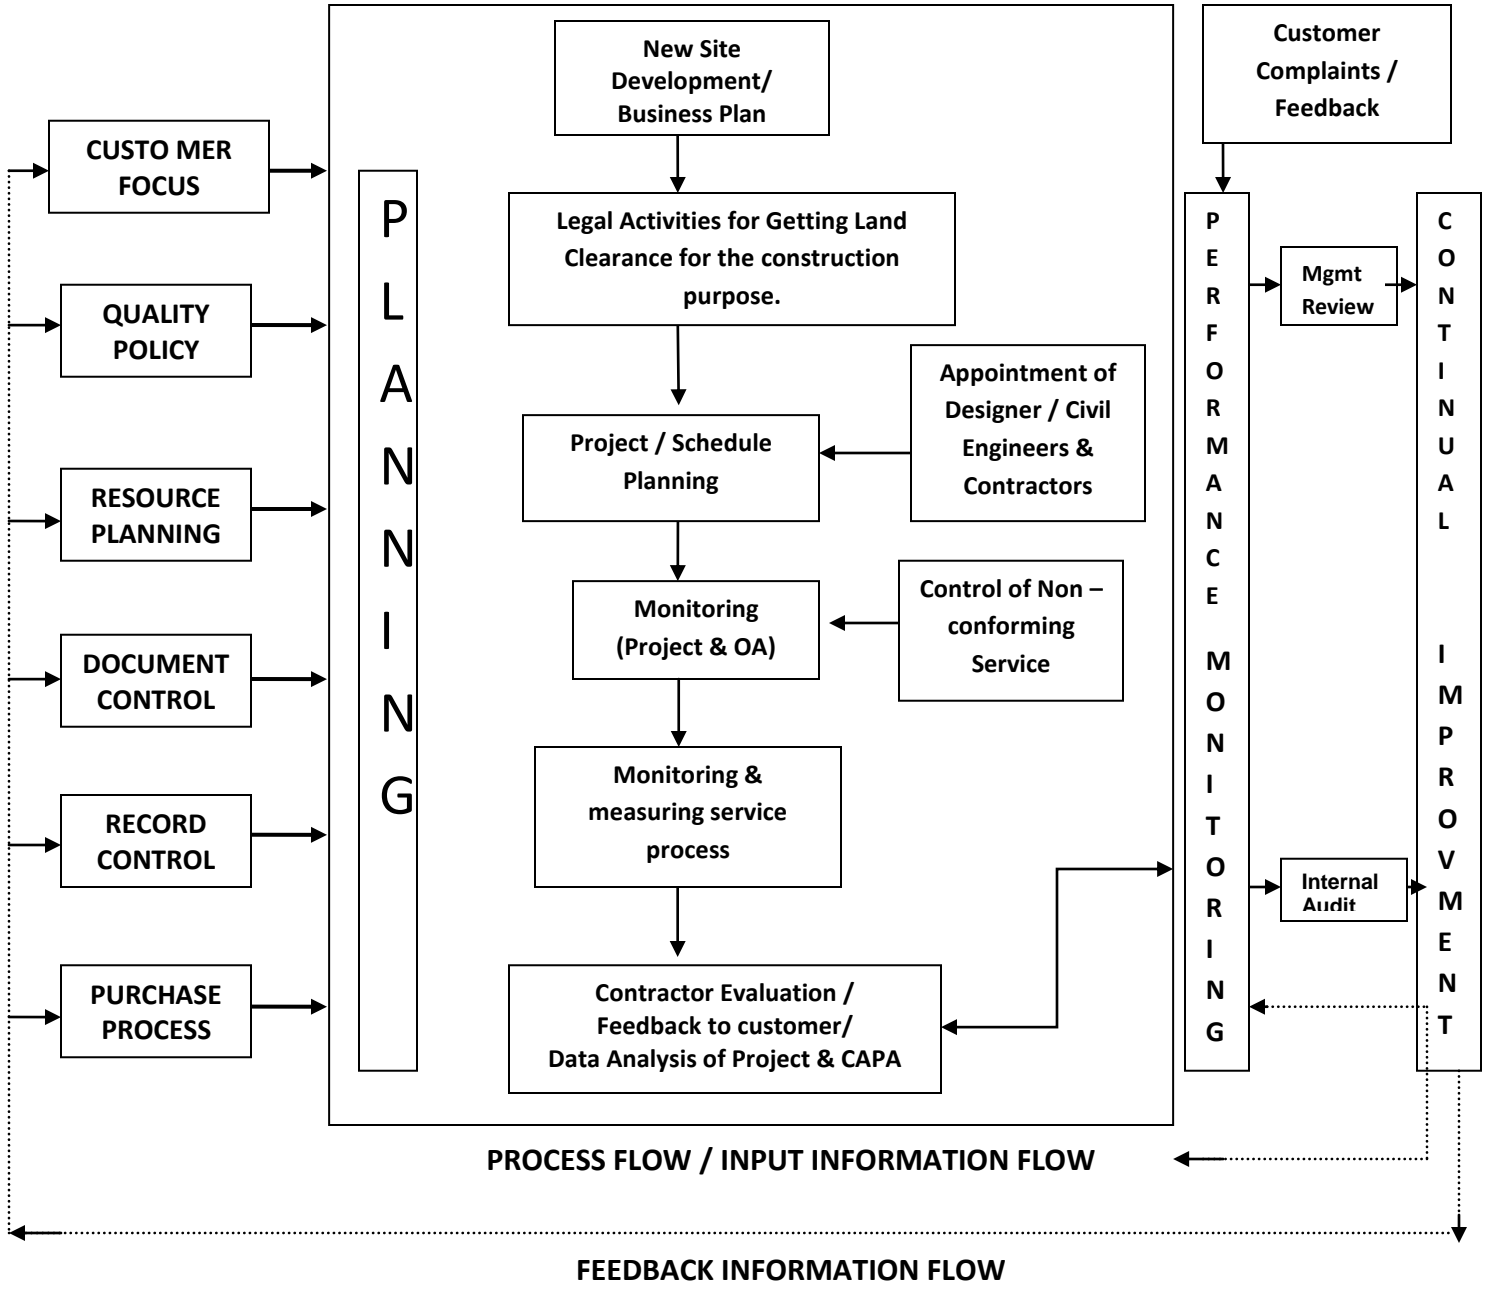 New Site
Development/
Business Plan
Customer
Complaints /
Feedback
CUSTO MER
FOCUS
QUALITY
POLICY
RESOURCE
PLANNING
DOCUMENT
CONTROL
RECORD
CONTROL
PURCHASE
PROCESS
P
L
A
N
N
I
N
G
Legal Activities for Getting Land
Clearance for the construction
purpose.
Project / Schedule
Planning
Appointment of
Designer / Civil
Engineers &
Contractors
Monitoring
(Project & OA)
Control of Non –
conforming
Service
Monitoring &
measuring service
process
Contractor Evaluation /
Feedback to customer/
Data Analysis of Project & CAPA
P
E
R
F
O
R
M
A
N
C
E
M
O
N
I
T
O
R
I
N
G
Mgmt
Review
Internal
Audit
C
O
N
T
I
N
U
A
L
I
M
P
R
O
V
M
E
N
T
PROCESS FLOW / INPUT INFORMATION FLOW
FEEDBACK INFORMATION FLOW